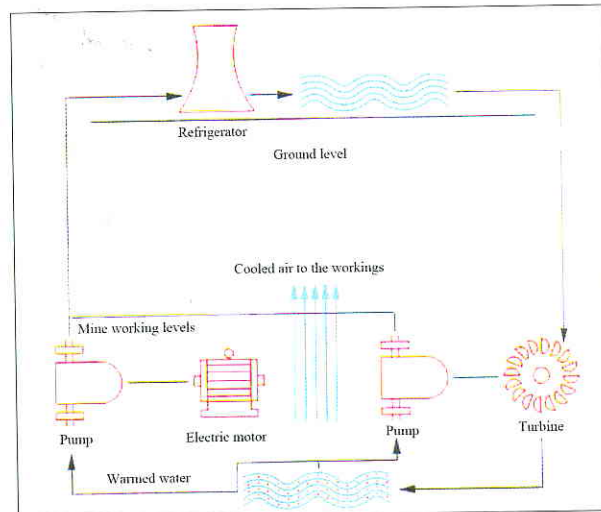 Refrigerator
Ground level
Cooled air to the workings
Mine working levels
Pump
Electric motor
Pump
Turbine
Warmed water